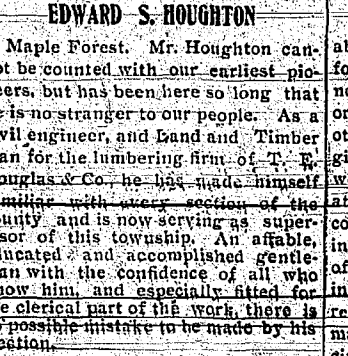 EDWARD S. HOUGHTON
Maple Forest. Mr. Houghton can-
ot be counted with our earliest pio-
eers, but has been here so long that
e is no stranger to our people. As a
vil engineer, and Land and Timber
an for the lumbering firm of T. E.
ouglas & Co., he has made himself
amiliar with every section of the
ounty and is now serving as super-
isor of this township. An affable,
ducated and accomplished gentle-
an with the confidence of all who
now him, and especially fitted for
e clerical part of the work, there is
o possible mistake to be made by his
ection.